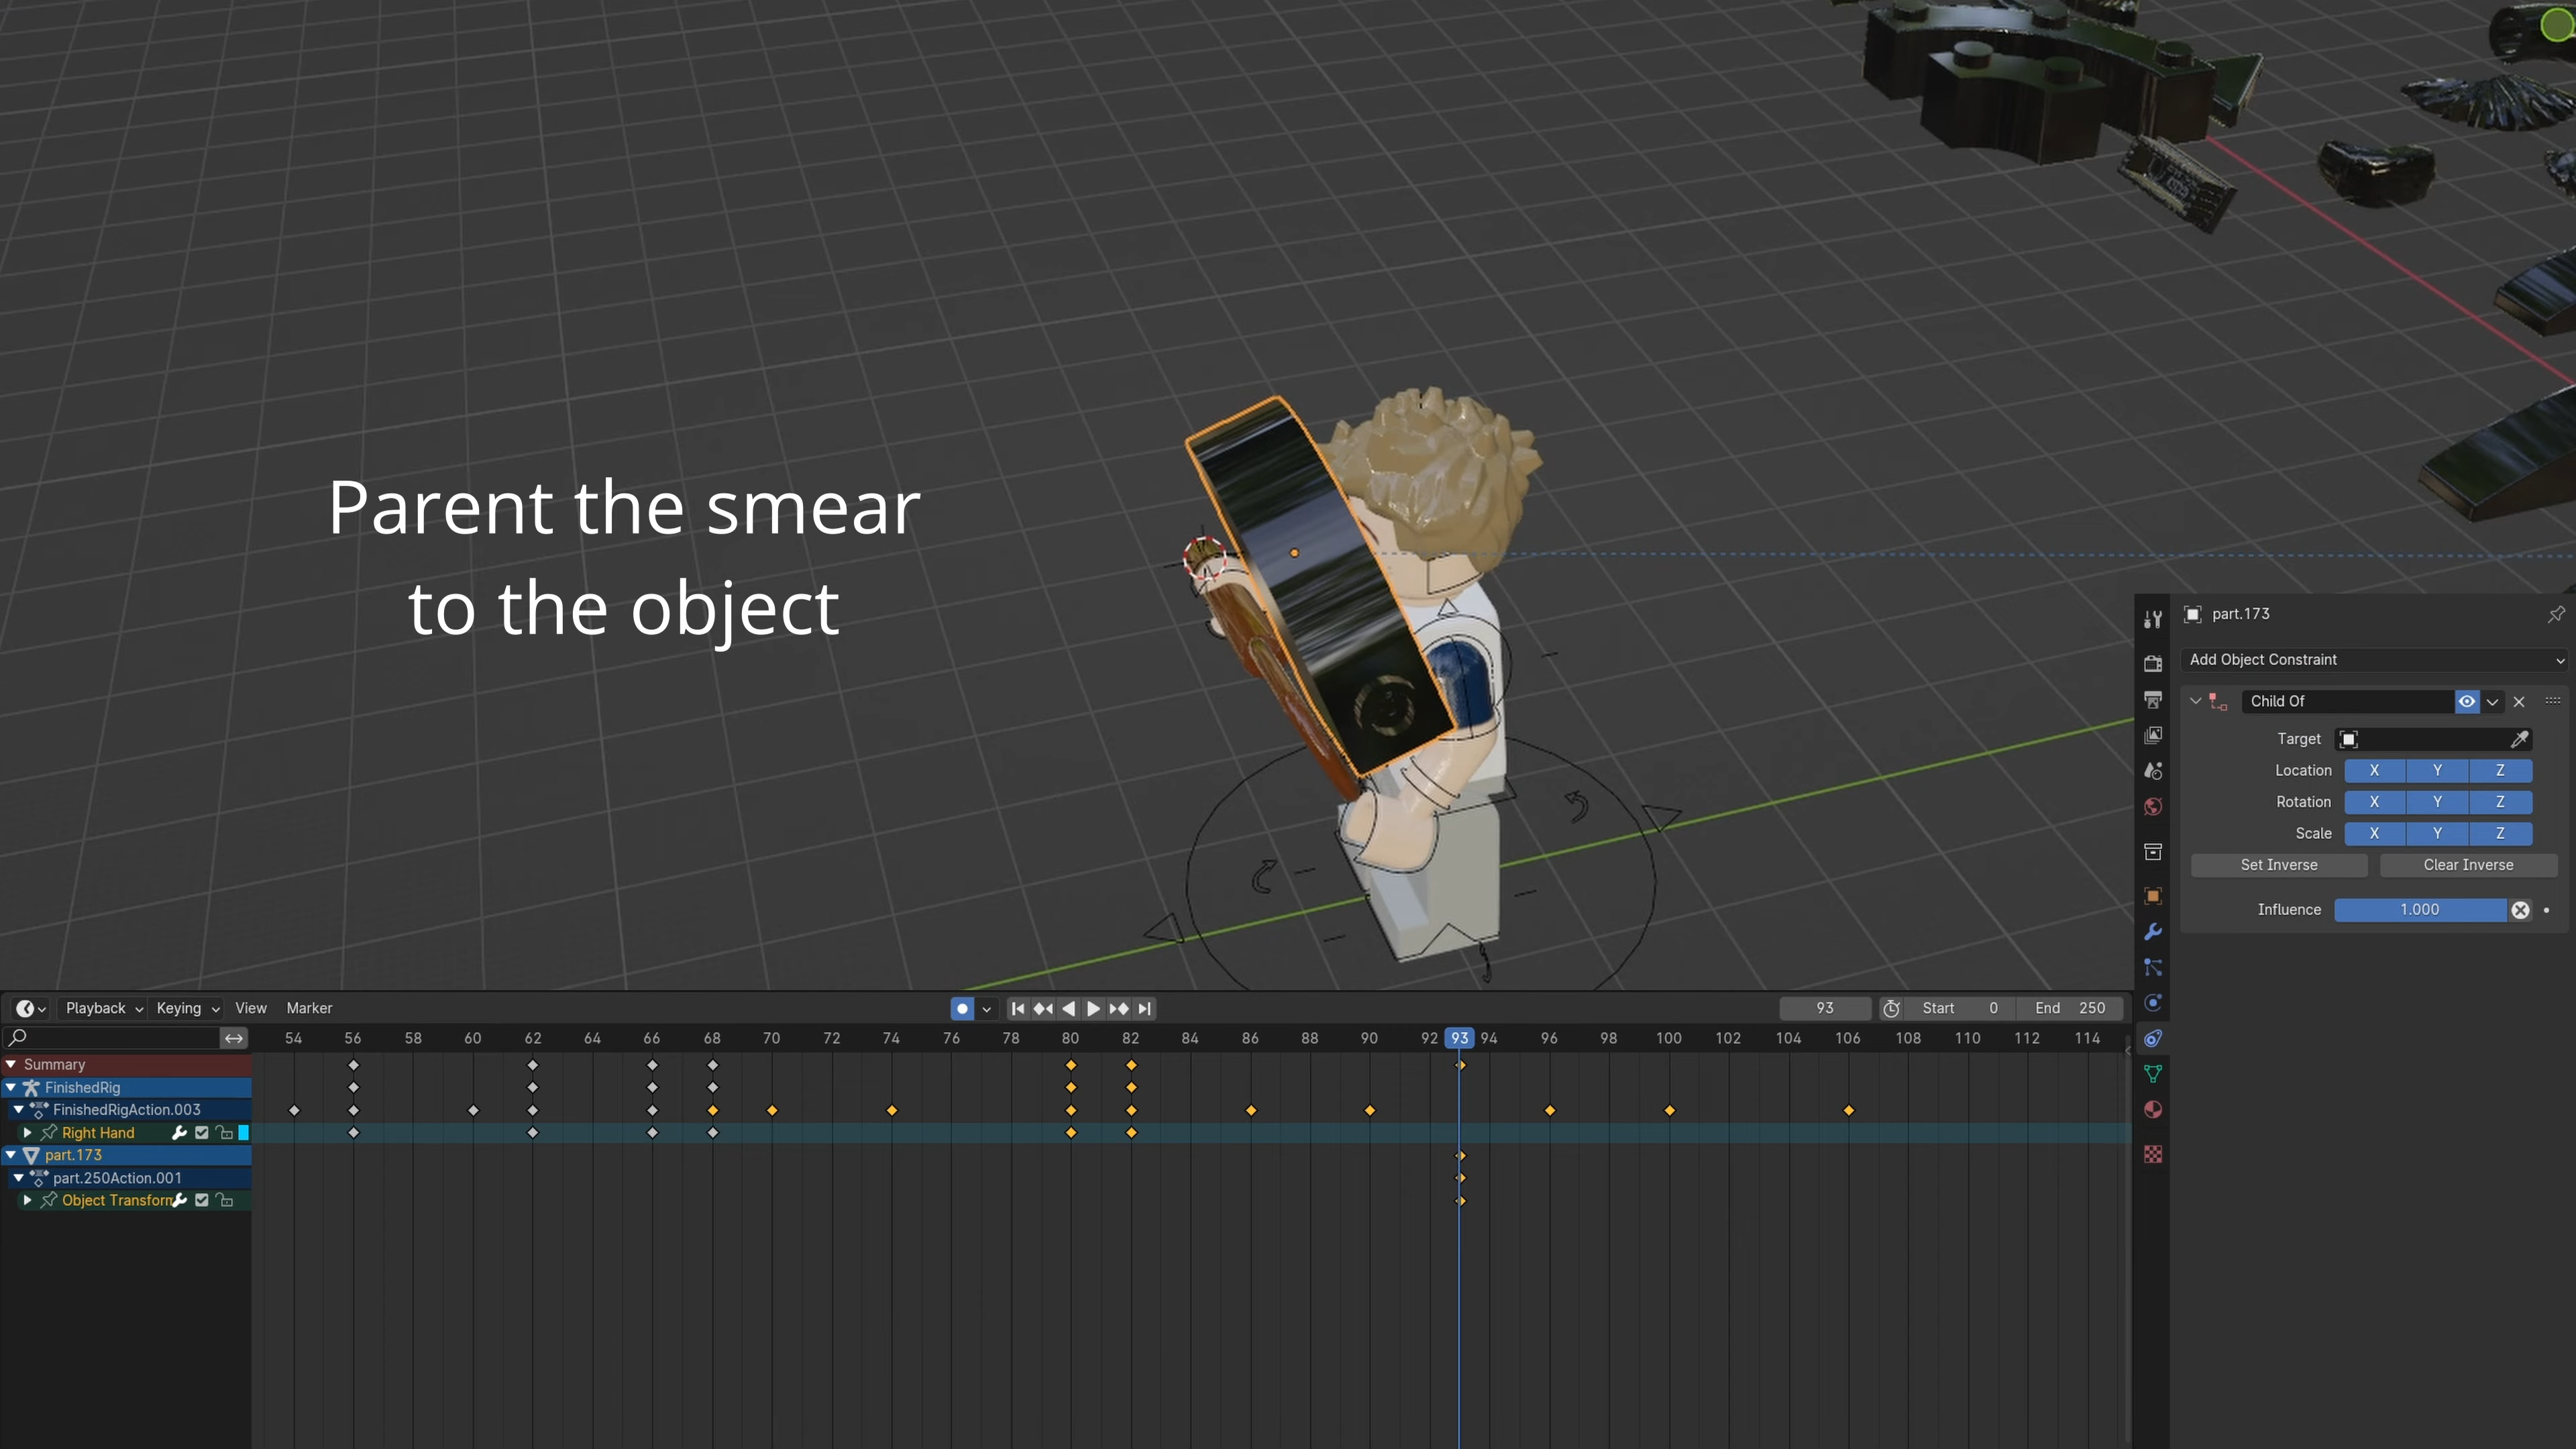 Parent the smear
to the object
part.173
Add Object Constraint
Child Of
Target
Location X Y Z
Rotation X Y Z
Scale X Y Z
Set Inverse Clear Inverse
Influence 1.000
Playback Keying View Marker 93 Start 0 End 250
54 56 58 60 62 64 66 68 70 72 74 76 78 80 82 84 86 88 90 92 93 94 96 98 100 102 104 106 108 110 112 114
Summary
FinishedRig
FinishedRigAction.003
Right Hand
part.173
part.250Action.001
Object Transform